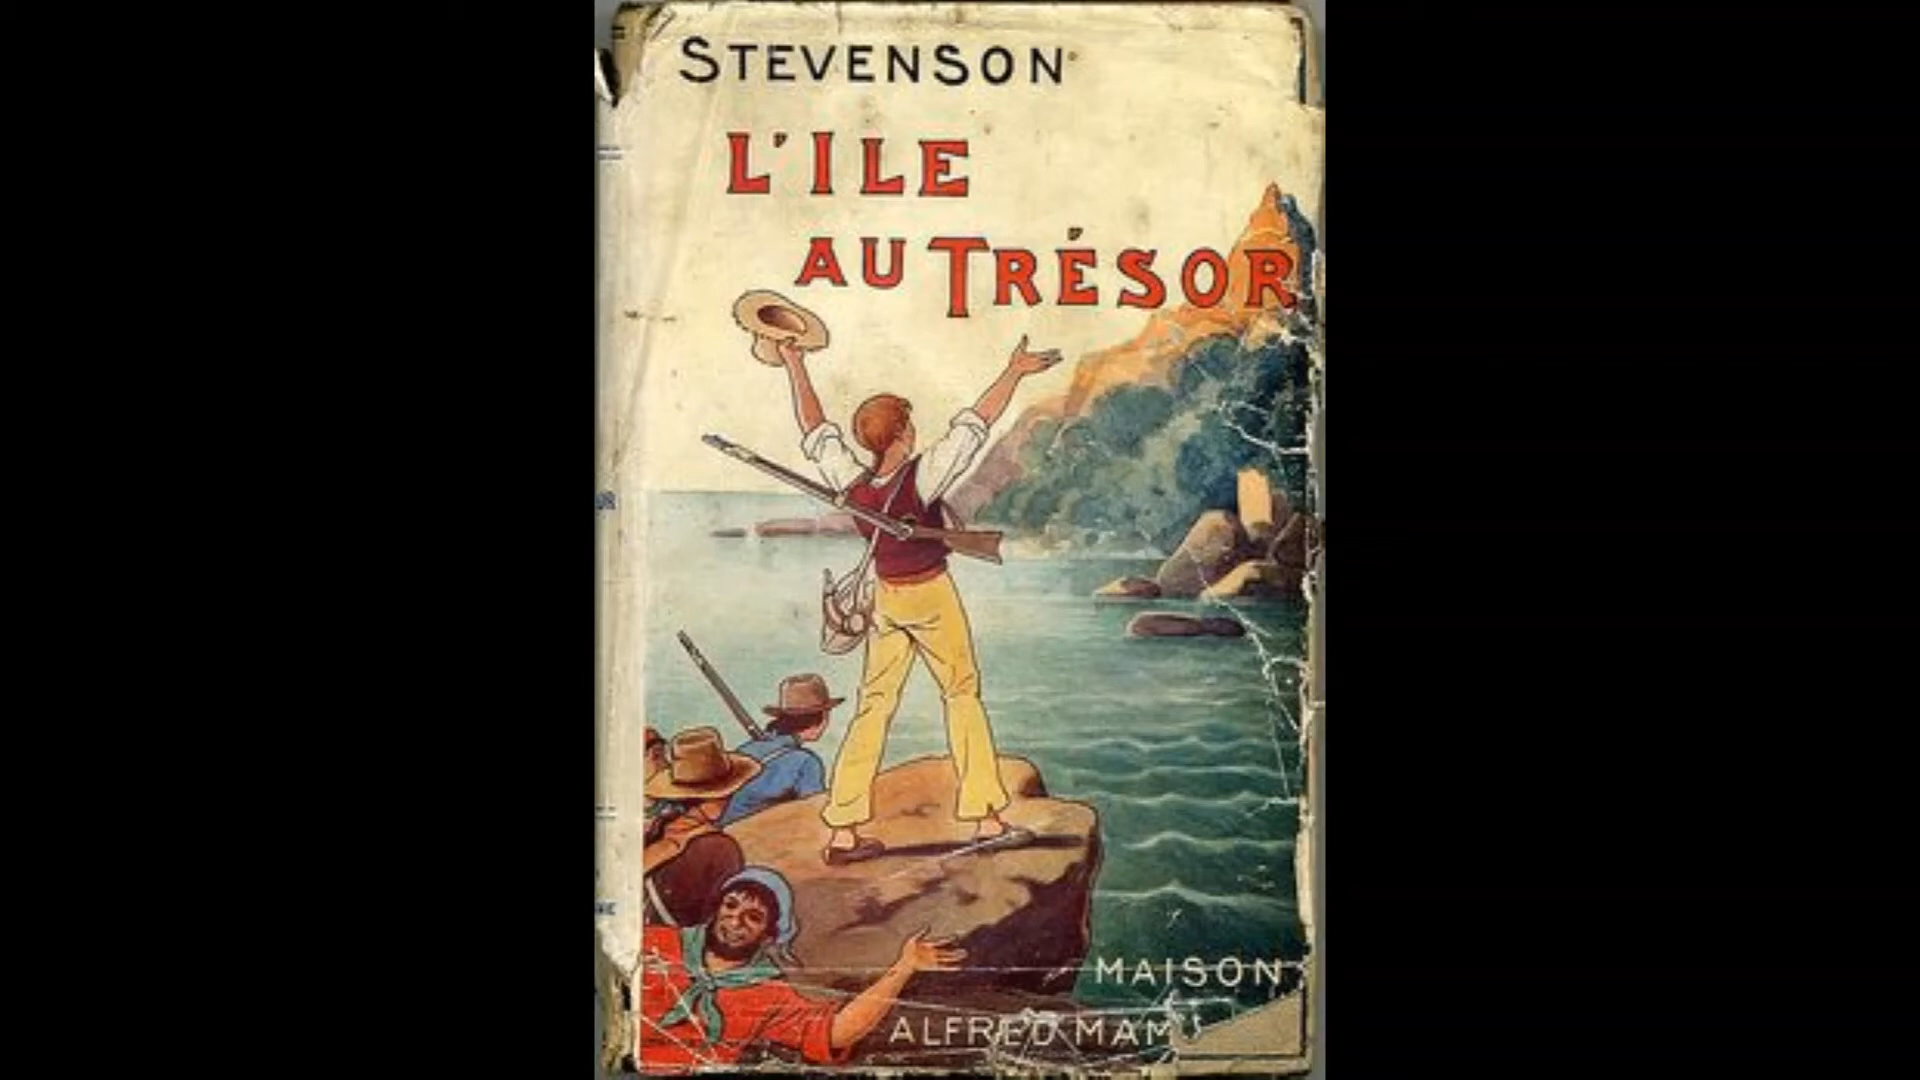 STEVENSON
L'ILE
AU TRÉSOR
MAISON
ALFRED MAM